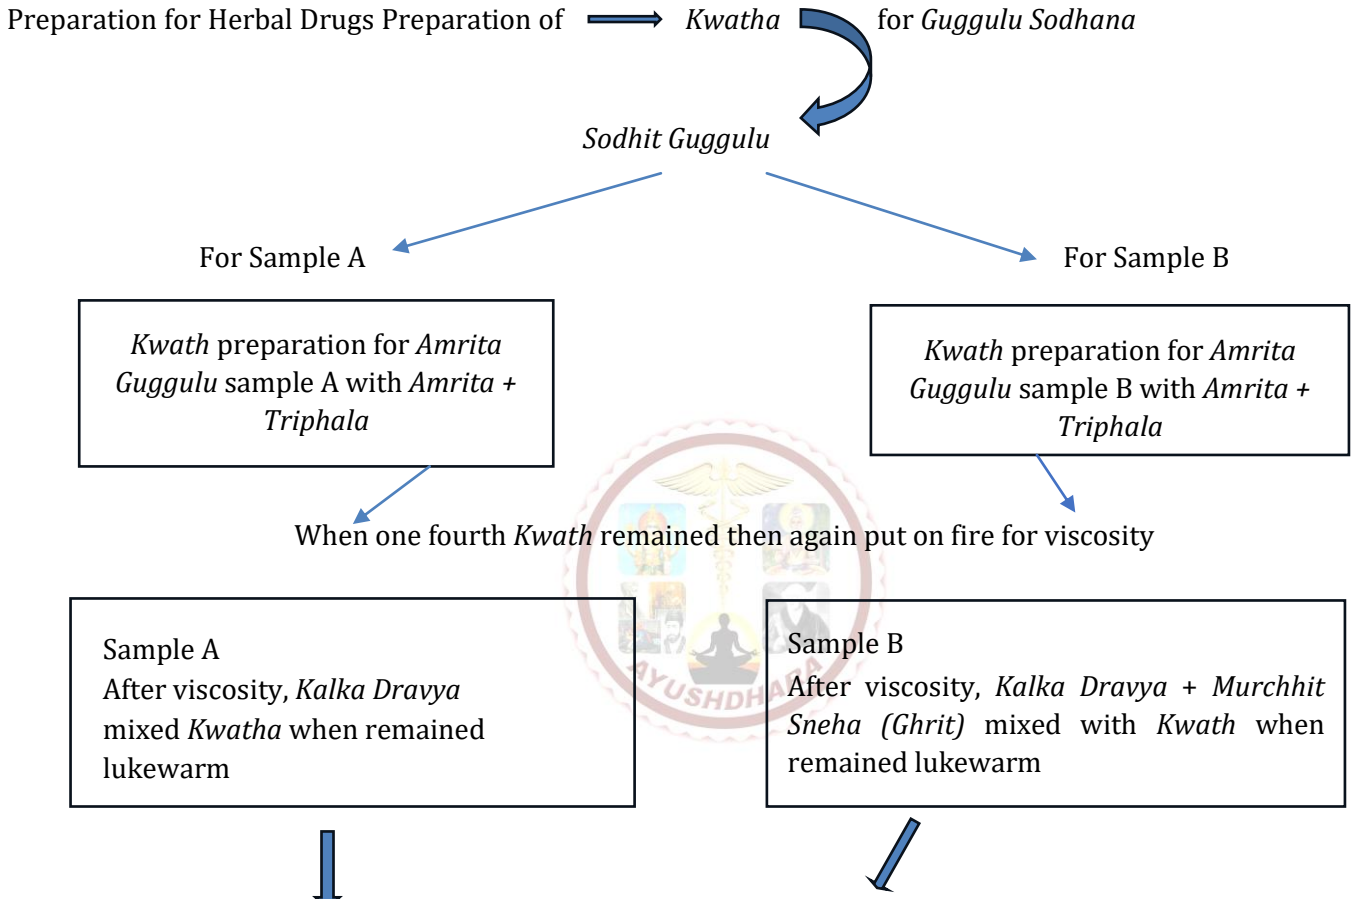 Preparation for Herbal Drugs Preparation of Kwatha for Guggulu Sodhana
Sodhit Guggulu
For Sample A
For Sample B
Kwath preparation for Amrita
Guggulu sample A with Amrita +
Triphala
Kwath preparation for Amrita
Guggulu sample B with Amrita +
Triphala
When one fourth Kwath remained then again put on fire for viscosity
Sample A
After viscosity, Kalka Dravya
mixed Kwatha when remained
lukewarm
Sample B
After viscosity, Kalka Dravya + Murchhit
Sneha (Ghrit) mixed with Kwath when
remained lukewarm
AYUSHDHARA